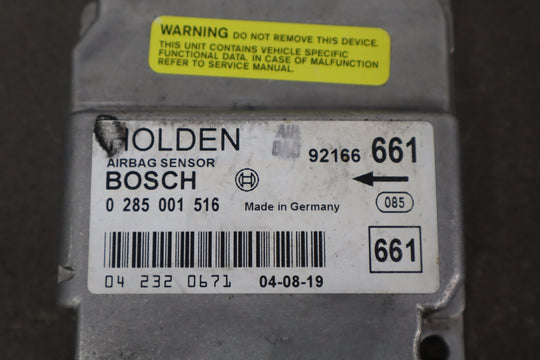 WARNING DO NOT REMOVE THIS DEVICE.
THIS UNIT CONTAINS VEHICLE SPECIFIC
FUNCTIONAL DATA. IN CASE OF MALFUNCTION
REFER TO SERVICE MANUAL.
HOLDEN
AIRBAG SENSOR
92166 661
BOSCH
0 285 001 516
Made in Germany
085
661
04 232 0671
04-08-19